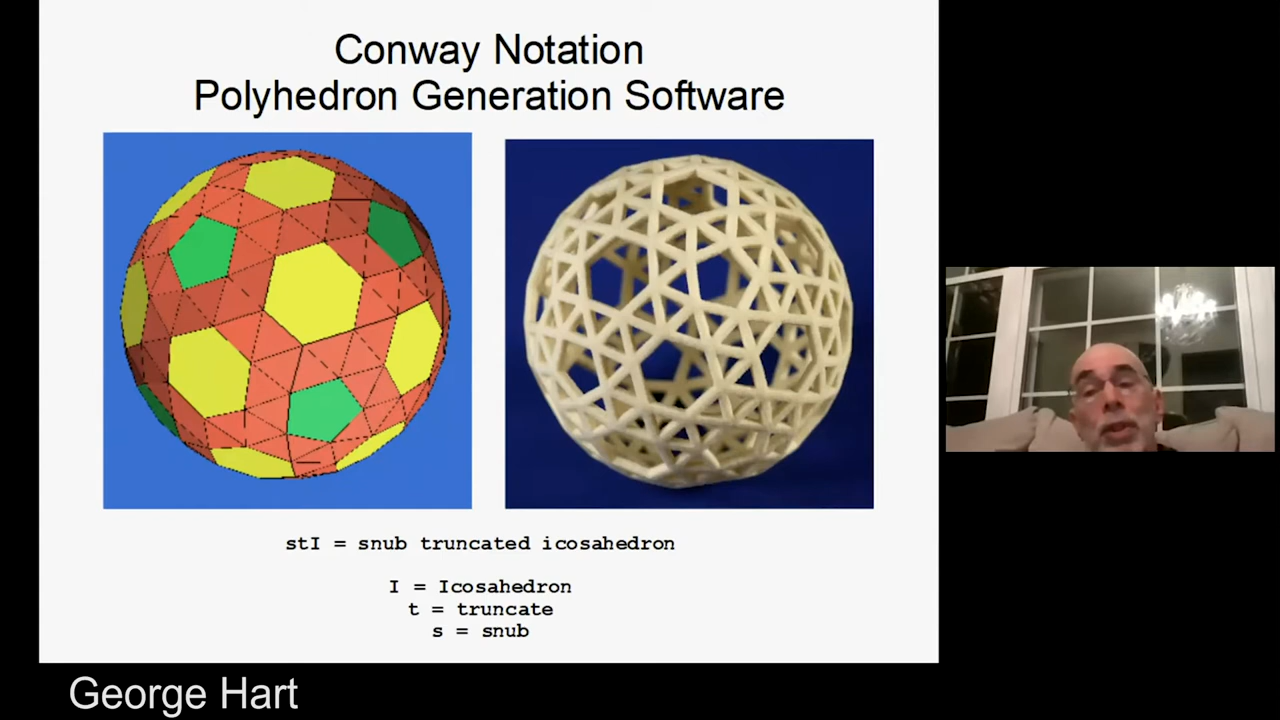 Conway Notation
Polyhedron Generation Software
stI = snub truncated icosahedron
I = Icosahedron
t = truncate
s = snub
George Hart